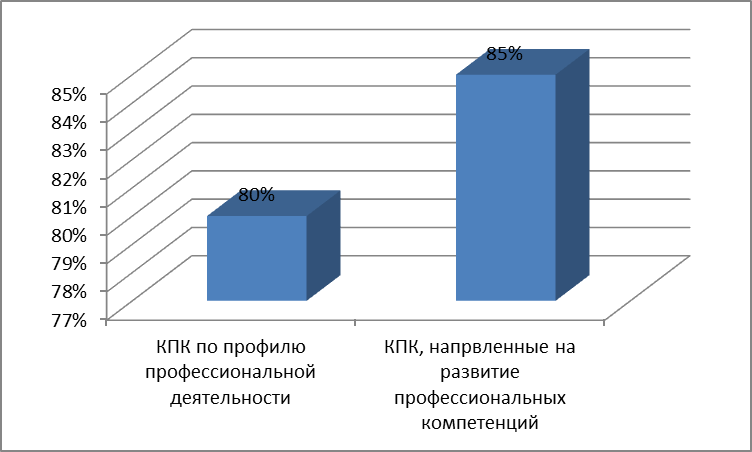 85%
84%
83%
82%
81%
80%
79%
78%
77%
80%
85%
КПК по профилю
профессиональной
деятельности
КПК, напрвленные на
развитие
профессиональных
компетенций